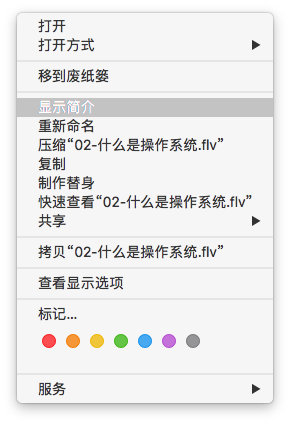 打开
打开方式
移到废纸篓
显示简介
重新命名
压缩“02-什么是操作系统.flv”
复制
制作替身
快速查看“02-什么是操作系统.flv”
共享
拷贝“02-什么是操作系统.flv”
查看显示选项
标记...
服务